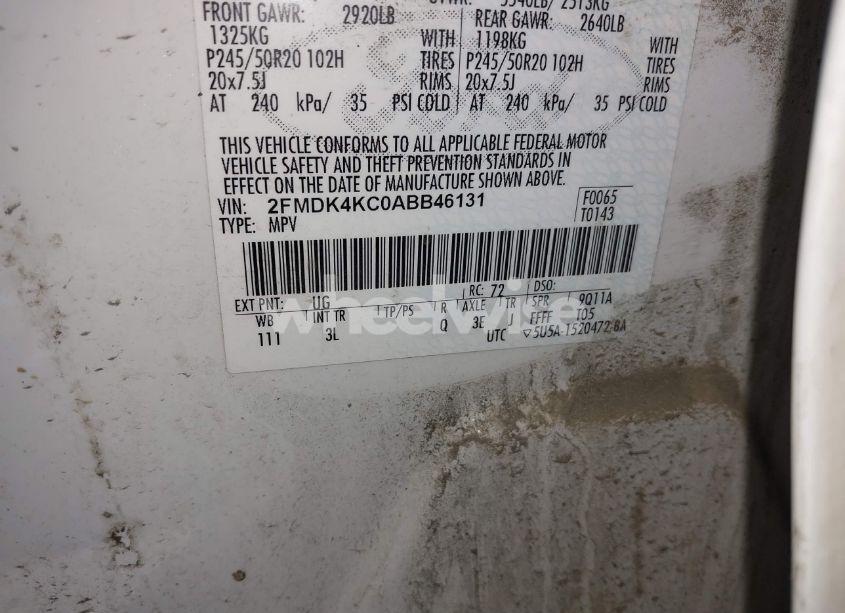 FRONT GAWR: 2920LB REAR GAWR: 2640LB
1325KG WITH 1198KG WITH
P245/50R20 102H TIRES P245/50R20 102H TIRES
20x7.5J RIMS 20x7.5J RIMS
AT 240 kPa/ 35 PSI COLD AT 240 kPa/ 35 PSI COLD
THIS VEHICLE CONFORMS TO ALL APPLICABLE FEDERAL MOTOR
VEHICLE SAFETY AND THEFT PREVENTION STANDARDS IN
EFFECT ON THE DATE OF MANUFACTURE SHOWN ABOVE.
VIN: 2FMDK4KC0ABB46131 F0065
TYPE: MPV T0143
EXT PNT: UG RC: 72 DSO:
WB INT TR TP/PS R AXLE TR SPR 9Q11A
111 3L Q 3E J FFFF T05
UTC ▽5U5A-1520472-BA
wheelwise